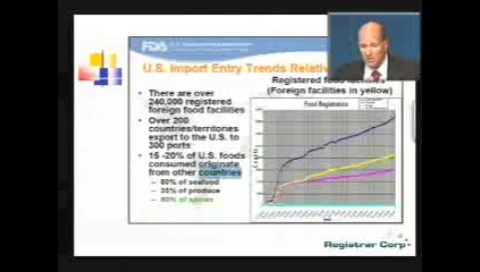 FDA
U.S. Import Entry Trends Relativ
Registered food facilities
(Foreign facilities in yellow)
• There are over
240,000 registered
foreign food facilities
• Over 200
countries/territories
export to the U.S. to
300 ports
• 15 -20% of U.S. foods
consumed originate
from other countries
– 80% of seafood
– 35% of produce
– 60% of spices
Food Registration
Registrar Corp